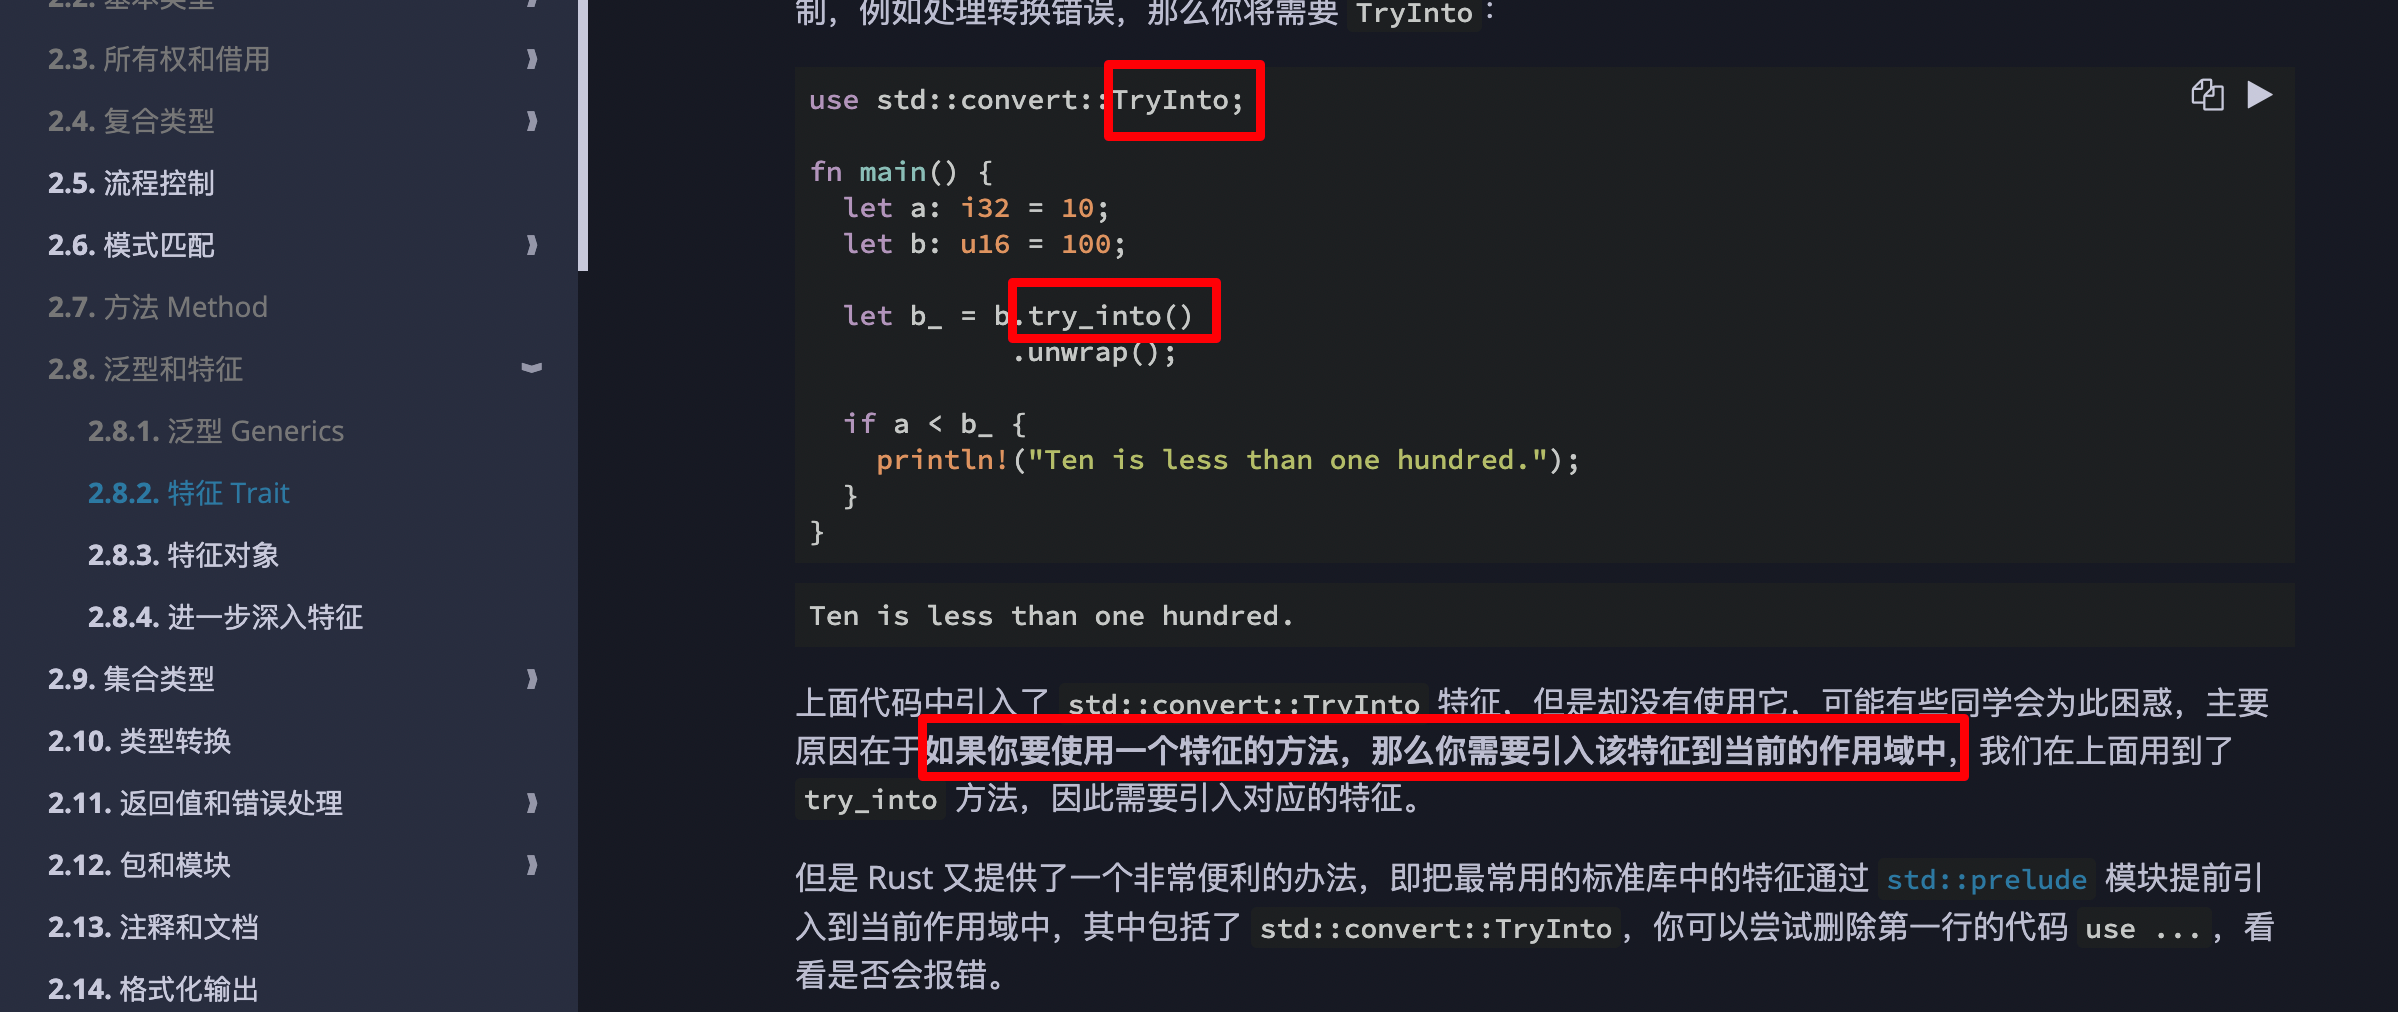 2.2. 基本类型
2.3. 所有权和借用
2.4. 复合类型
2.5. 流程控制
2.6. 模式匹配
2.7. 方法 Method
2.8. 泛型和特征
2.8.1. 泛型 Generics
2.8.2. 特征 Trait
2.8.3. 特征对象
2.8.4. 进一步深入特征
2.9. 集合类型
2.10. 类型转换
2.11. 返回值和错误处理
2.12. 包和模块
2.13. 注释和文档
2.14. 格式化输出
制，例如处理转换错误，那么你将需要 TryInto：
use std::convert::TryInto;
fn main() {
  let a: i32 = 10;
  let b: u16 = 100;
  let b_ = b.try_into()
            .unwrap();
  if a < b_ {
    println!("Ten is less than one hundred.");
  }
}
Ten is less than one hundred.
上面代码中引入了 std::convert::TryInto 特征，但是却没有使用它，可能有些同学会为此困惑，主要
原因在于如果你要使用一个特征的方法，那么你需要引入该特征到当前的作用域中，我们在上面用到了
try_into 方法，因此需要引入对应的特征。
但是 Rust 又提供了一个非常便利的办法，即把最常用的标准库中的特征通过 std::prelude 模块提前引
入到当前作用域中，其中包括了 std::convert::TryInto，你可以尝试删除第一行的代码 use ...，看
看是否会报错。